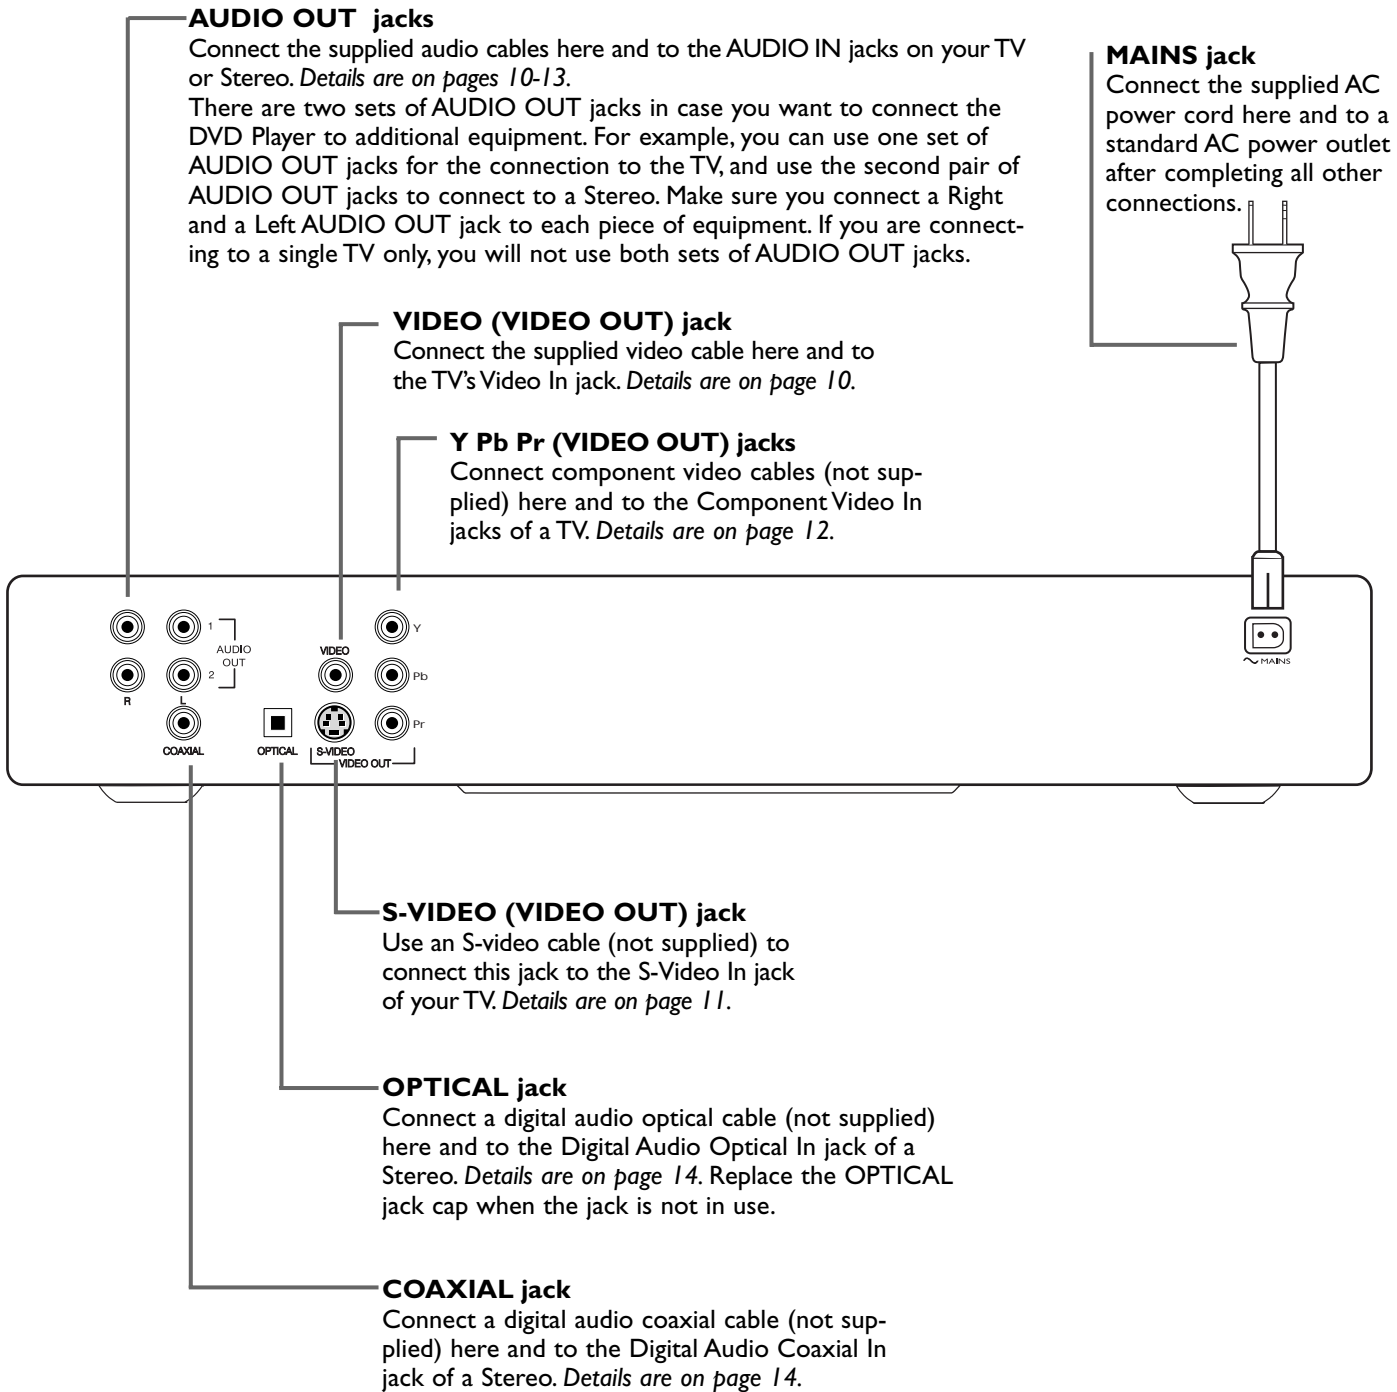 AUDIO OUT jacks
Connect the supplied audio cables here and to the AUDIO IN jacks on your TV
or Stereo. Details are on pages 10-13.
There are two sets of AUDIO OUT jacks in case you want to connect the
DVD Player to additional equipment. For example, you can use one set of
AUDIO OUT jacks for the connection to the TV, and use the second pair of
AUDIO OUT jacks to connect to a Stereo. Make sure you connect a Right
and a Left AUDIO OUT jack to each piece of equipment. If you are connect-
ing to a single TV only, you will not use both sets of AUDIO OUT jacks.
MAINS jack
Connect the supplied AC
power cord here and to a
standard AC power outlet
after completing all other
connections.
VIDEO (VIDEO OUT) jack
Connect the supplied video cable here and to
the TV's Video In jack. Details are on page 10.
Y Pb Pr (VIDEO OUT) jacks
Connect component video cables (not sup-
plied) here and to the Component Video In
jacks of a TV. Details are on page 12.
1
AUDIO
OUT
2
R
L
COAXIAL
OPTICAL
VIDEO
S-VIDEO
VIDEO OUT
Y
Pb
Pr
~ MAINS
S-VIDEO (VIDEO OUT) jack
Use an S-video cable (not supplied) to
connect this jack to the S-Video In jack
of your TV. Details are on page 11.
OPTICAL jack
Connect a digital audio optical cable (not supplied)
here and to the Digital Audio Optical In jack of a
Stereo. Details are on page 14. Replace the OPTICAL
jack cap when the jack is not in use.
COAXIAL jack
Connect a digital audio coaxial cable (not sup-
plied) here and to the Digital Audio Coaxial In
jack of a Stereo. Details are on page 14.